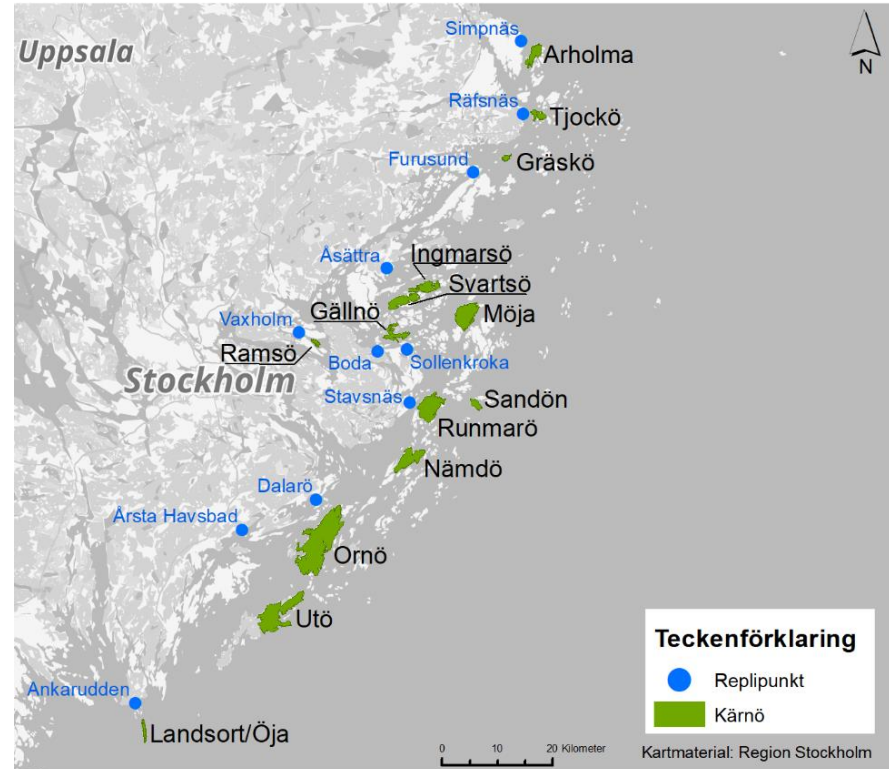 Simpnäs
Uppsala
Arholma
N
Räfsnäs
Tjockö
Furusund
Gräskö
Åsättra
Ingmarsö
Svartsö
Gällnö
Möja
Vaxholm
Ramsö
Boda
Sollenkroka
Stockholm
Stavsnäs
Sandön
Runmarö
Nämdö
Dalarö
Årsta Havsbad
Ornö
Utö
Ankarudden
Landsort/Öja
Teckenförklaring
Replipunkt
Kärnö
0 10 20 Kilometer
Kartmaterial: Region Stockholm